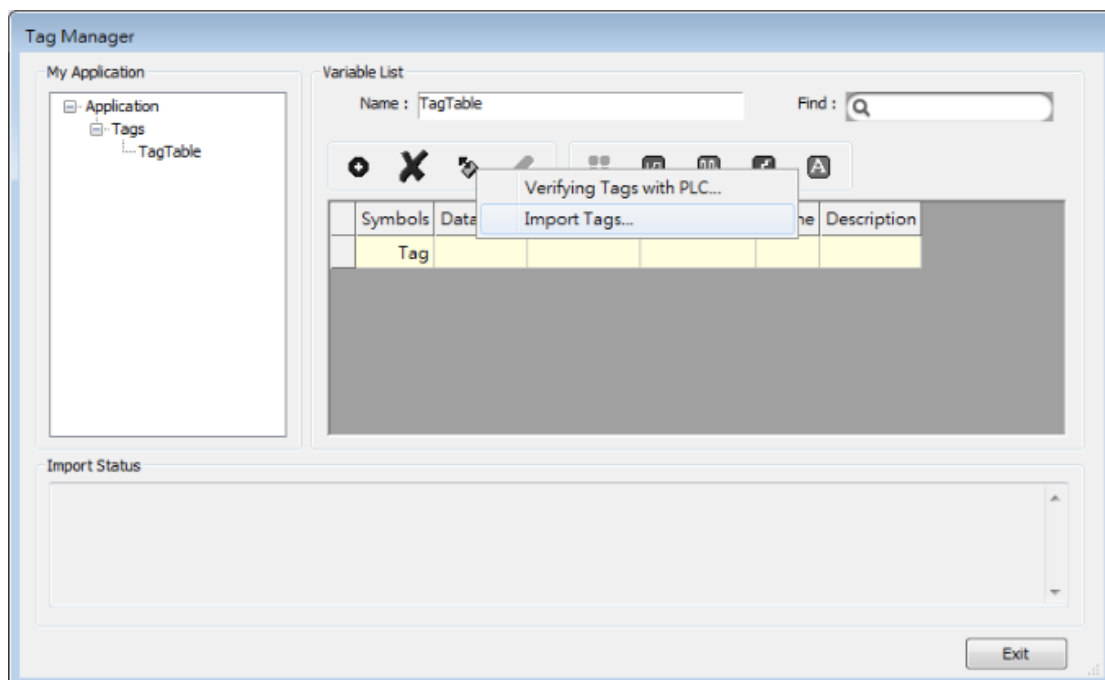 Tag Manager
My Application
Application
Tags
TagTable
Variable List
Name : TagTable
Find :
A
Verifying Tags with PLC...
Import Tags...
Symbols Data Description
Tag
Import Status
Exit